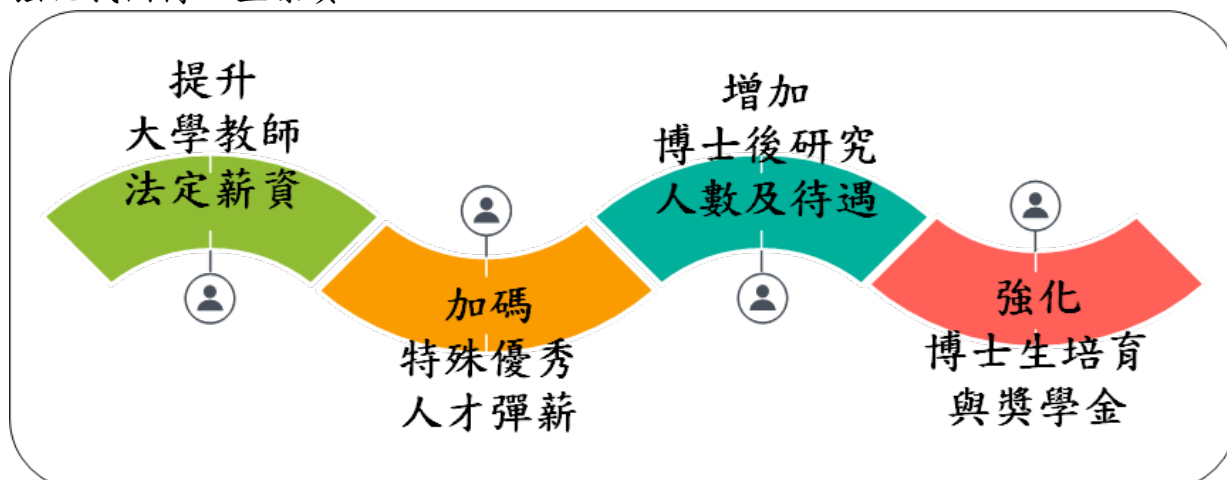 提升
大學教師
法定薪資
加碼
特殊優秀
人才彈薪
增加
博士後研究
人數及待遇
強化
博士生培育
與獎學金